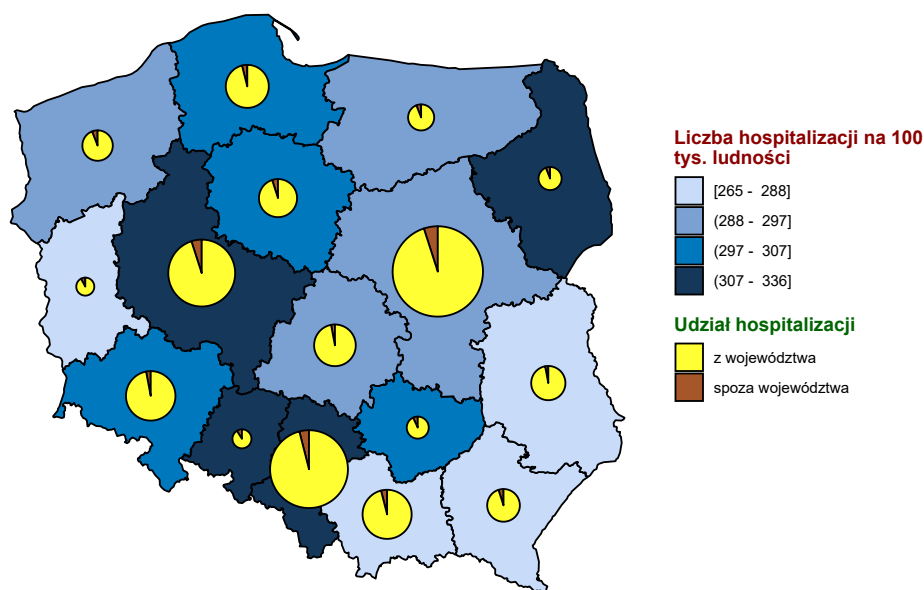 Liczba hospitalizacji na 100
tys. ludności
[265 - 288]
(288 - 297]
(297 - 307]
(307 - 336]
Udział hospitalizacji
z województwa
spoza województwa